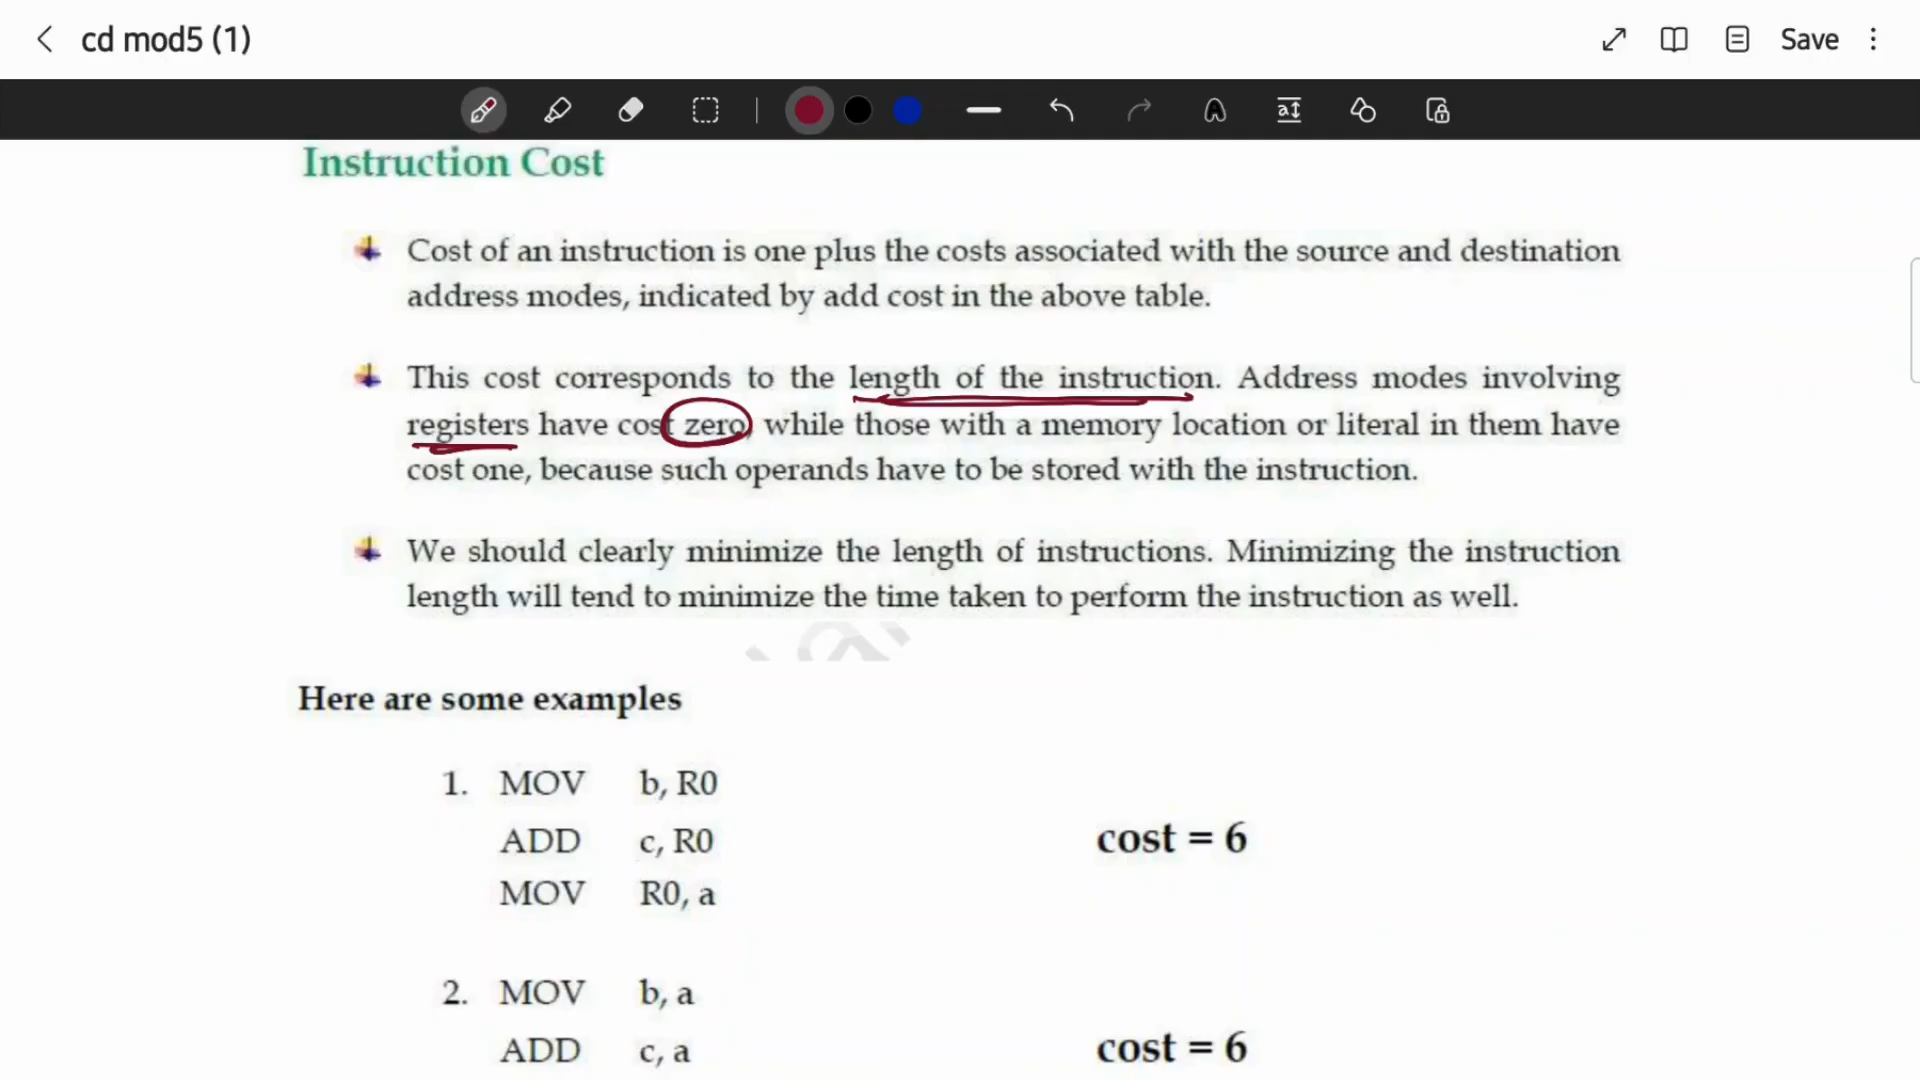 cd mod5 (1)
Save
Instruction Cost
Cost of an instruction is one plus the costs associated with the source and destination
address modes, indicated by add cost in the above table.
This cost corresponds to the length of the instruction. Address modes involving
registers have cost zero, while those with a memory location or literal in them have
cost one, because such operands have to be stored with the instruction.
We should clearly minimize the length of instructions. Minimizing the instruction
length will tend to minimize the time taken to perform the instruction as well.
Here are some examples
1. MOV b, R0
ADD c, R0 cost = 6
MOV R0, a
2. MOV b, a
ADD c, a cost = 6